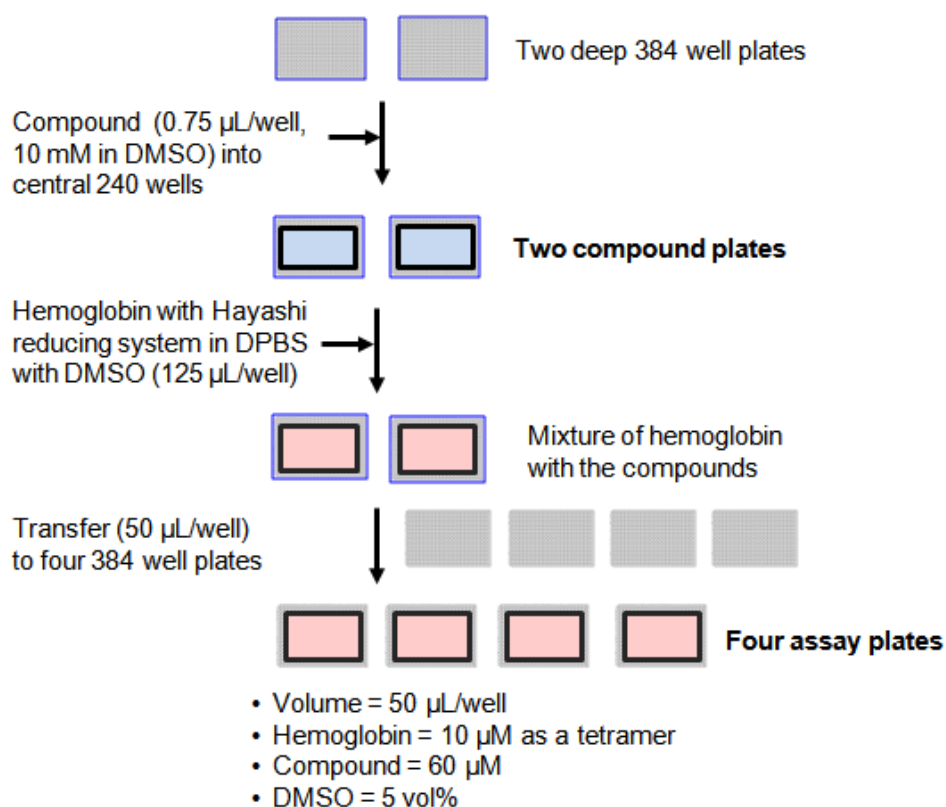 Two deep 384 well plates
Compound (0.75 µL/well,
10 mM in DMSO) into
central 240 wells
Two compound plates
Hemoglobin with Hayashi
reducing system in DPBS
with DMSO (125 µL/well)
Mixture of hemoglobin
with the compounds
Transfer (50 µL/well)
to four 384 well plates
Four assay plates
• Volume = 50 µL/well
• Hemoglobin = 10 µM as a tetramer
• Compound = 60 µM
• DMSO = 5 vol%